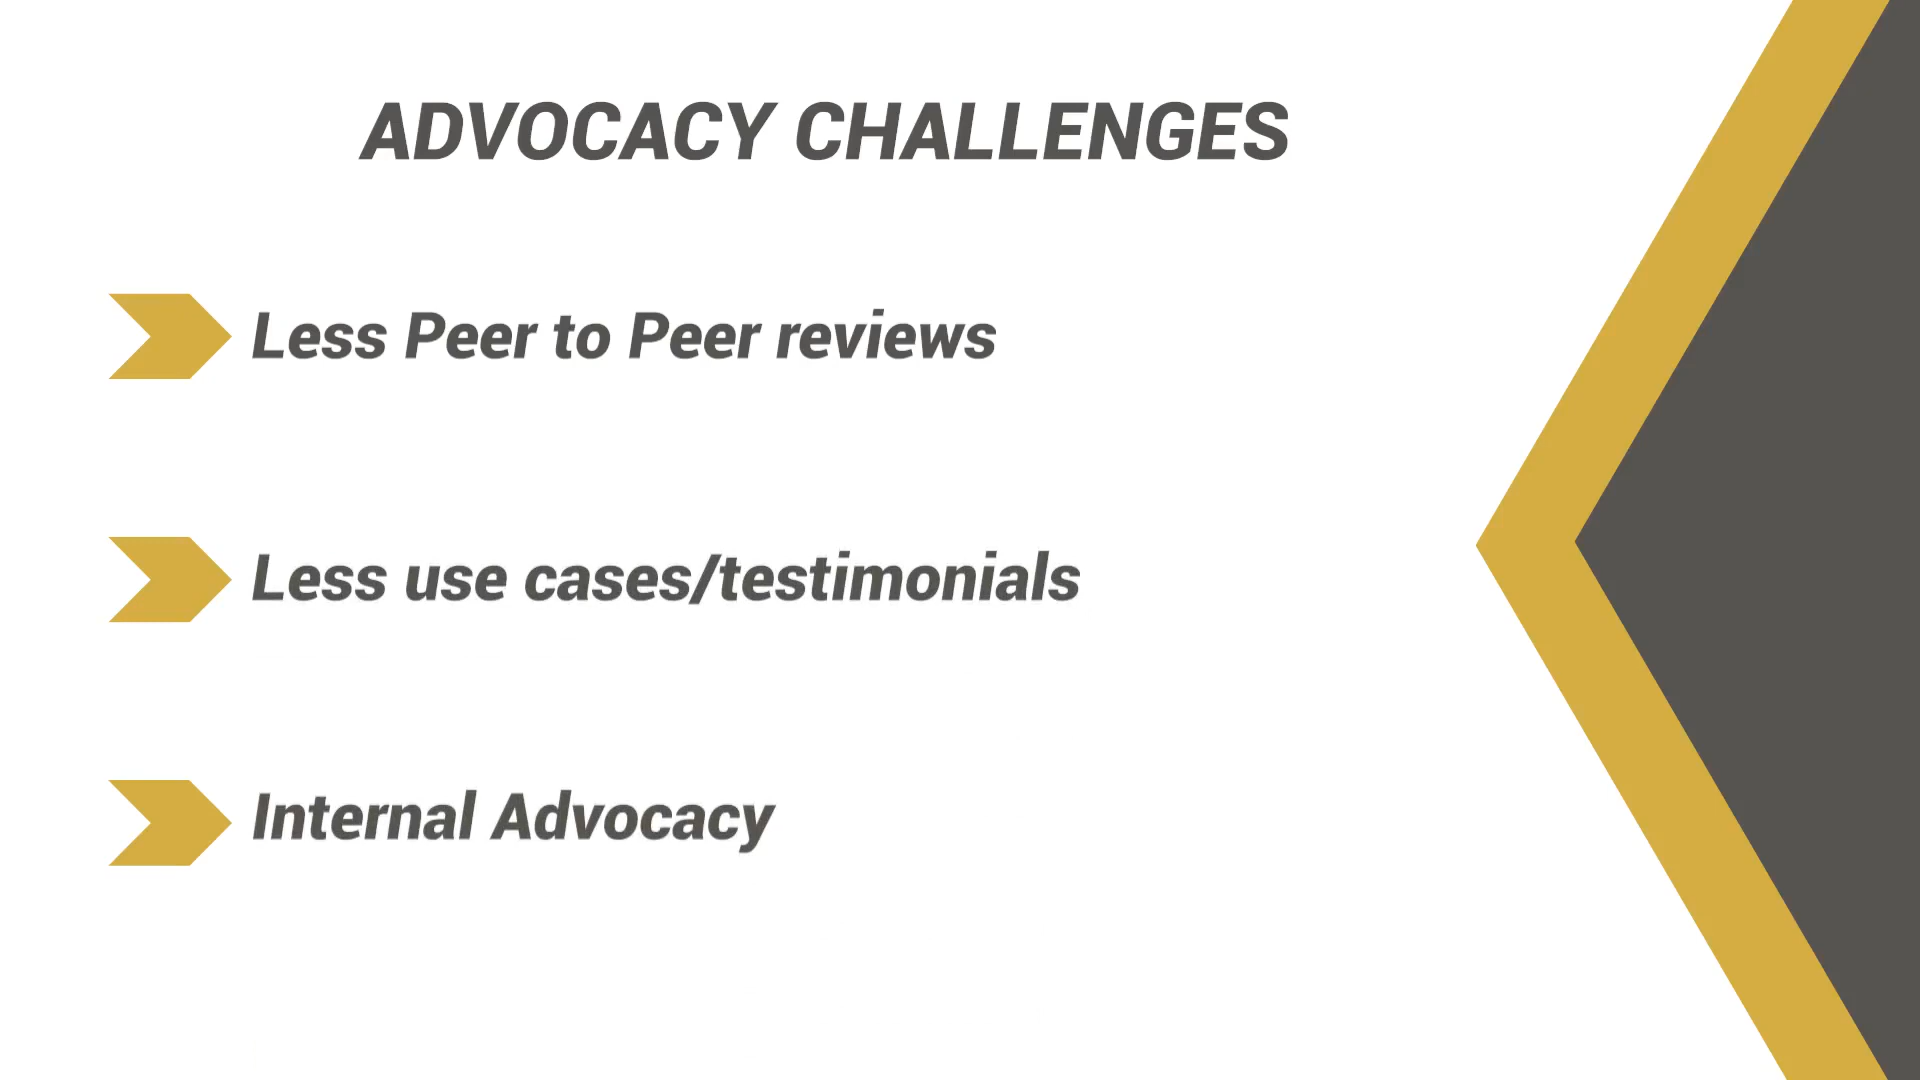 ADVOCACY CHALLENGES
Less Peer to Peer reviews
Less use cases/testimonials
Internal Advocacy